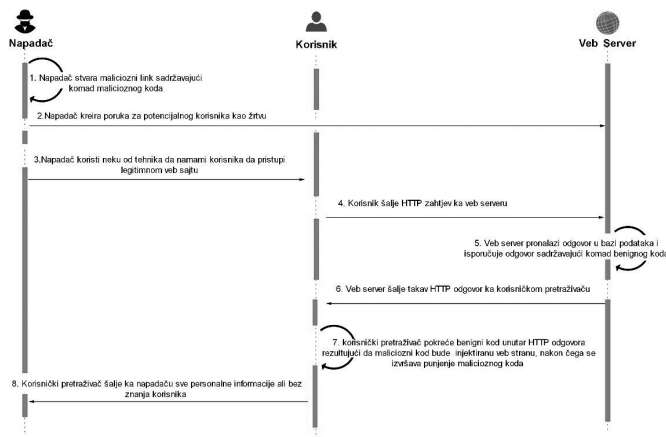 Napadač
Korisnik
Veb Server
1. Napadač stvara maliciozni link sadržavajući
komad malicioznog koda
2.Napadač kreira poruka za potencijalnog korisnika kao žrtvu
3.Napadač koristi neku od tehnika da namami korisnika da pristupi
legitimnom veb sajtu
4. Korisnik šalje HTTP zahtjev ka veb serveru
5. Veb server pronalazi odgovor u bazi podataka i
isporučuje odgovor sadržavajući komad benignog koda
6. Veb server šalje takav HTTP odgovor ka korisničkom pretraživaču
7. korisnički pretraživač pokreće benigni kod unutar HTTP odgovora
rezultujući da maliciozni kod bude injektiranu veb stranu, nakon čega se
izvršava punjenje malicioznog koda
8. Korisnički pretraživač šalje ka napadaču sve personalne informacije ali bez
znanja korisnika